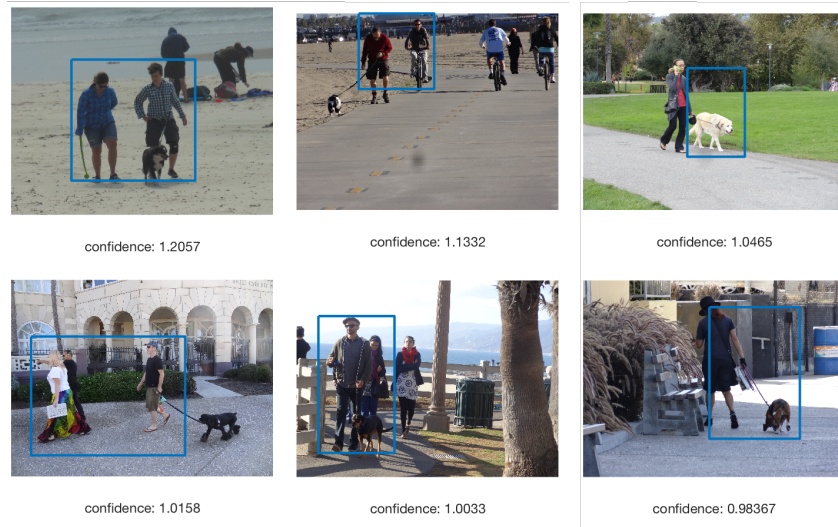 confidence: 1.2057
confidence: 1.1332
confidence: 1.0465
confidence: 1.0158
confidence: 1.0033
confidence: 0.98367